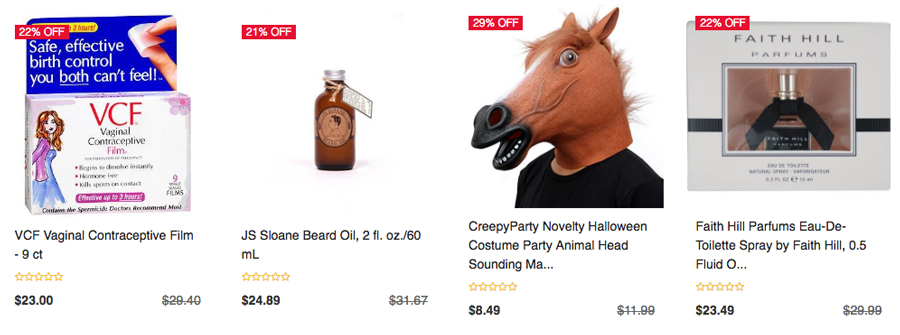 22% OFF
to 3 hours!
Safe, effective
birth control
you both can't feel!
VCF
Vaginal
Contraceptive
Film
Begins to dissolve instantly
Hormone free
Kills sperm on contact
9
FILMS
Effective up to 3 hours!
Contains the Spermicide Doctors Recommend Most
VCF Vaginal Contraceptive Film
- 9 ct
$23.00 $29.40
21% OFF
JS Sloane Beard Oil, 2 fl. oz./60
mL
$24.89 $31.67
29% OFF
CreepyParty Novelty Halloween
Costume Party Animal Head
Sounding Ma...
$8.49 $11.99
22% OFF
FAITH HILL
PARFUMS
FAITH HILL
PARFUMS
EAU DE TOILETTE
NATURAL SPRAY · VAPORISATEUR
0.5 FL. OZ. e 15 ml
Faith Hill Parfums Eau-De-
Toilette Spray by Faith Hill, 0.5
Fluid O...
$23.49 $29.99